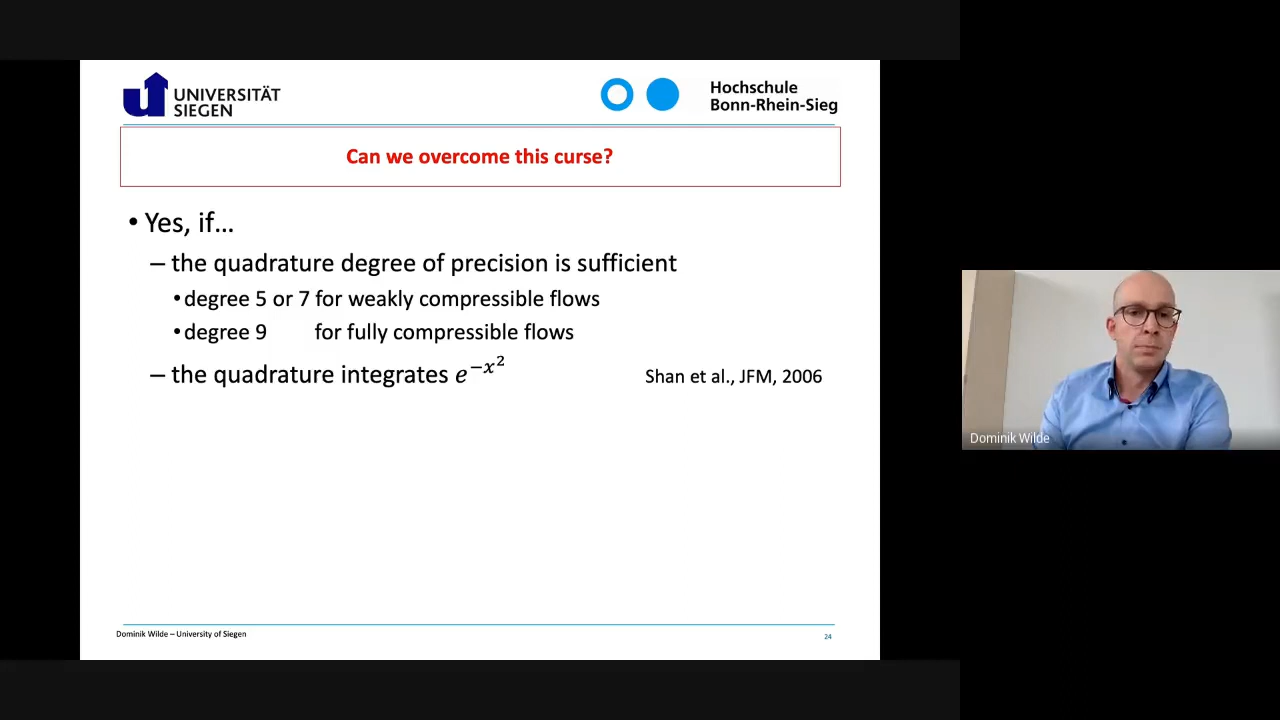 UNIVERSITÄT
SIEGEN
Hochschule
Bonn-Rhein-Sieg
Can we overcome this curse?
• Yes, if…
– the quadrature degree of precision is sufficient
• degree 5 or 7 for weakly compressible flows
• degree 9 for fully compressible flows
– the quadrature integrates e^{-x^2} Shan et al., JFM, 2006
Dominik Wilde
Dominik Wilde – University of Siegen 24